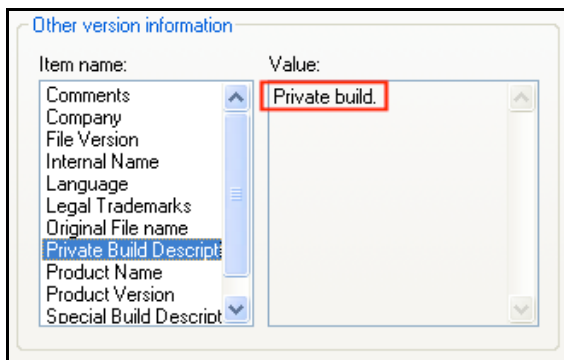 Other version information
Item name:
Value:
Comments
Company
File Version
Internal Name
Language
Legal Trademarks
Original File name
Private Build Descript
Product Name
Product Version
Special Build Descript
Private build.